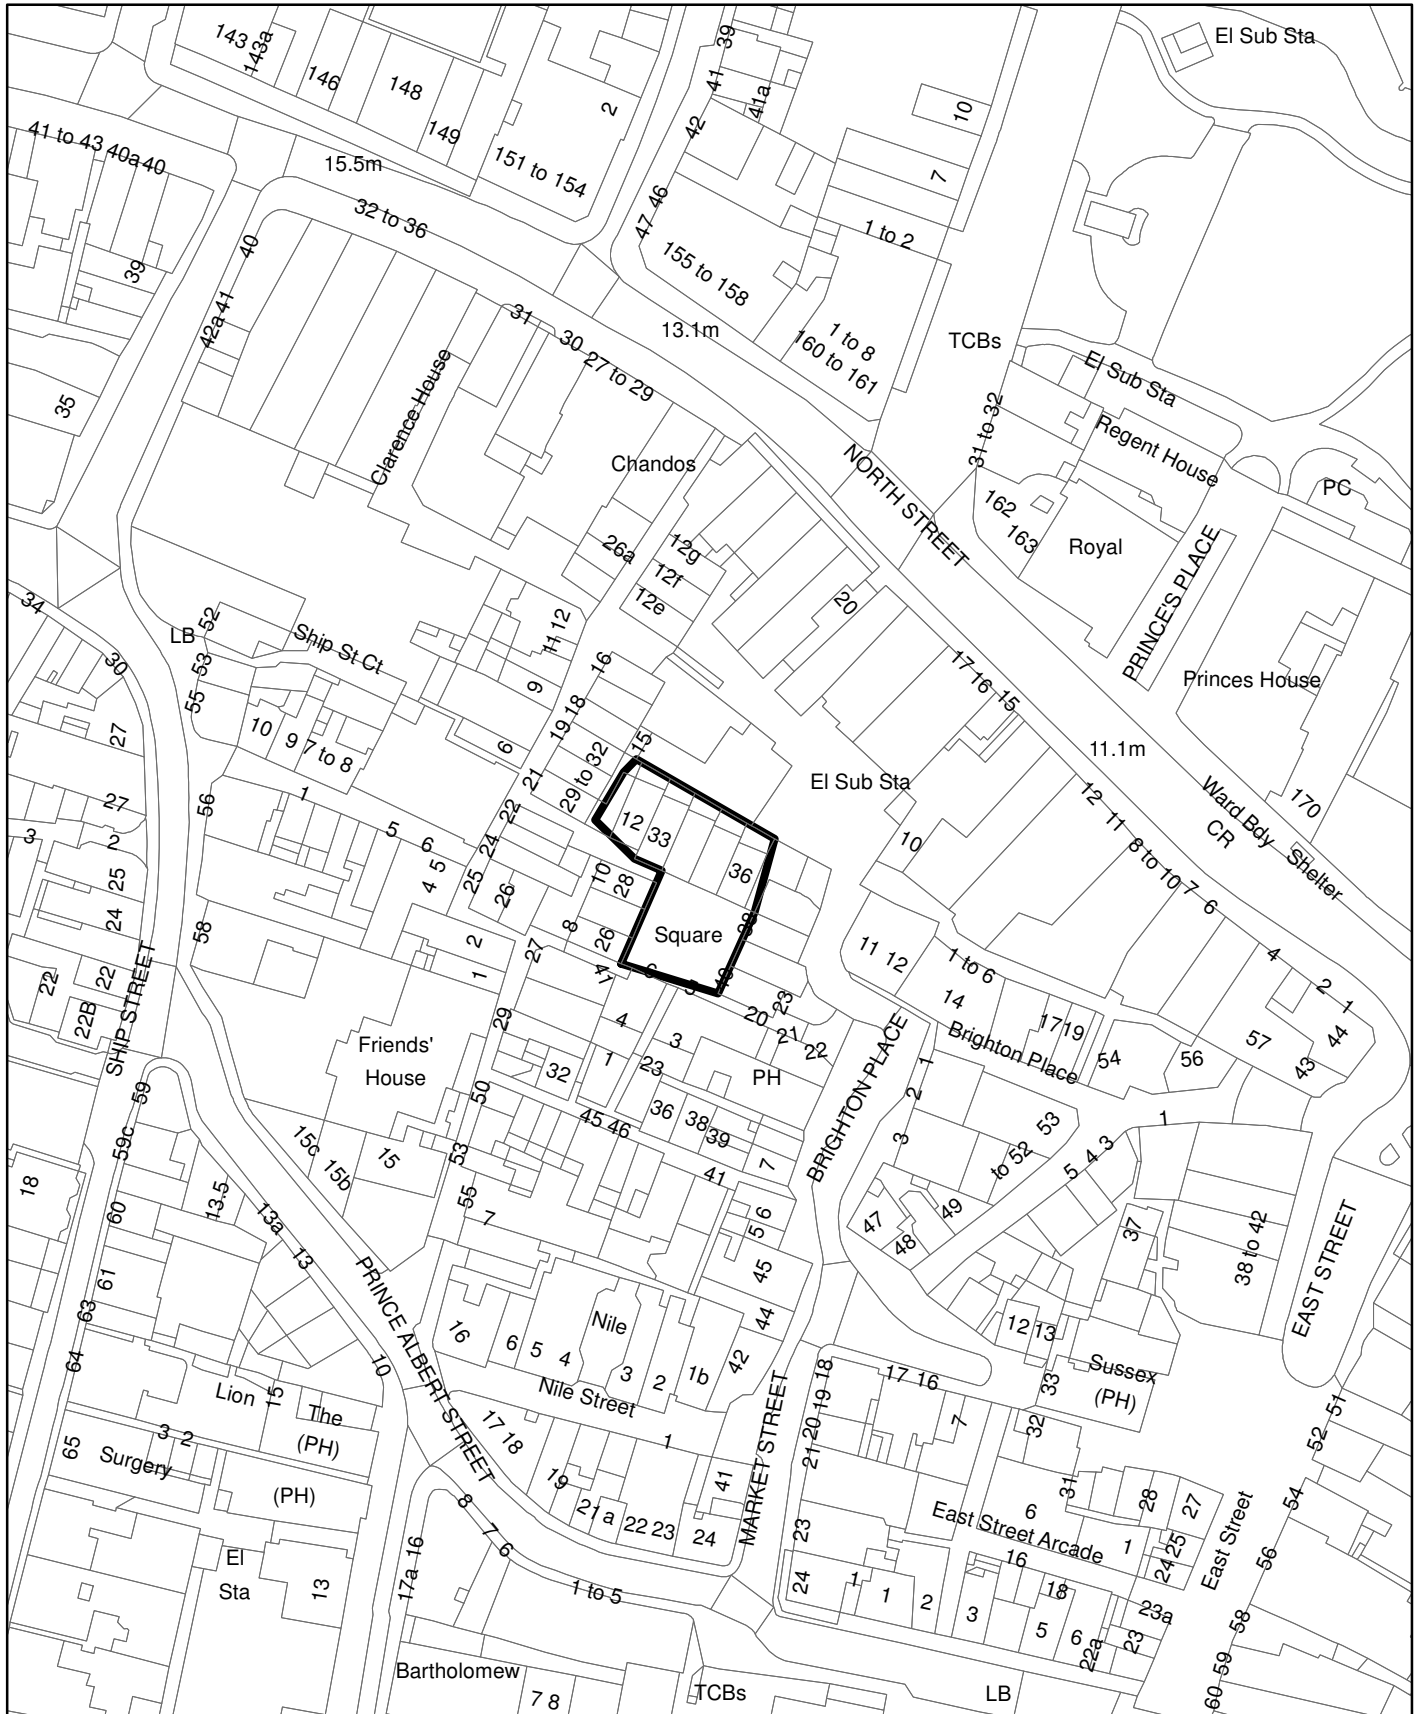 El Sub Sta
143
143a
146
148
149
2
39
41
41a
42
10
151 to 154
41 to 43
40a
40
15.5m
7
46
47
32 to 36
1 to 2
40
39
155 to 158
42a
41
31
30
27 to 29
13.1m
1 to 8
160 to 161
TCBs
El Sub Sta
35
Clarence House
31 to 32
Regent House
Chandos
NORTH STREET
162
163
PC
Royal
PRINCE'S PLACE
26a
12g
12f
12e
20
34
52
LB
Ship St Ct
11
12
30
53
16
17
16
15
Princes House
55
9
18
19
27
10
9
7 to 8
6
15
11.1m
29 to 32
El Sub Sta
21
Ward Bdy
CR
Shelter
170
27
56
1
22
12
33
12
11
8 to 10
7
6
3
2
5
6
24
10
25
4
5
25
26
10
28
36
24
58
2
8
26
Square
38
11
12
1 to 6
4
2
1
22
22
22B
SHIP STREET
1
27
41
6
5
40
23
14
44
29
4
20
21
22
17
19
57
Friends'
House
3
Brighton Place
54
56
43
32
1
23
PH
BRIGHTON PLACE
1
2
59
50
36
38
39
45
46
3
53
1
59c
15c
15b
15
53
41
7
to 52
5
4
3
18
13.5
55
49
60
13a
7
6
5
47
48
37
38 to 42
EAST STREET
13
45
61
PRINCE ALBERT STREET
63
16
Nile
44
12
13
64
6
5
4
3
2
1b
42
10
18
17
16
Sussex
(PH)
33
Lion
15
Nile Street
19
The
(PH)
7
32
51
3
2
17
18
1
20
21
52
65
Surgery
41
MARKET STREET
31
(PH)
19
6
28
27
54
8
21a
22
23
24
23
East Street Arcade
1
25
24
East Street
7
6
56
El
Sta
13
17a
16
1 to 5
24
1
1
2
16
18
3
5
6
23a
23
22a
58
Bartholomew
59
7
8
TCBs
LB
60